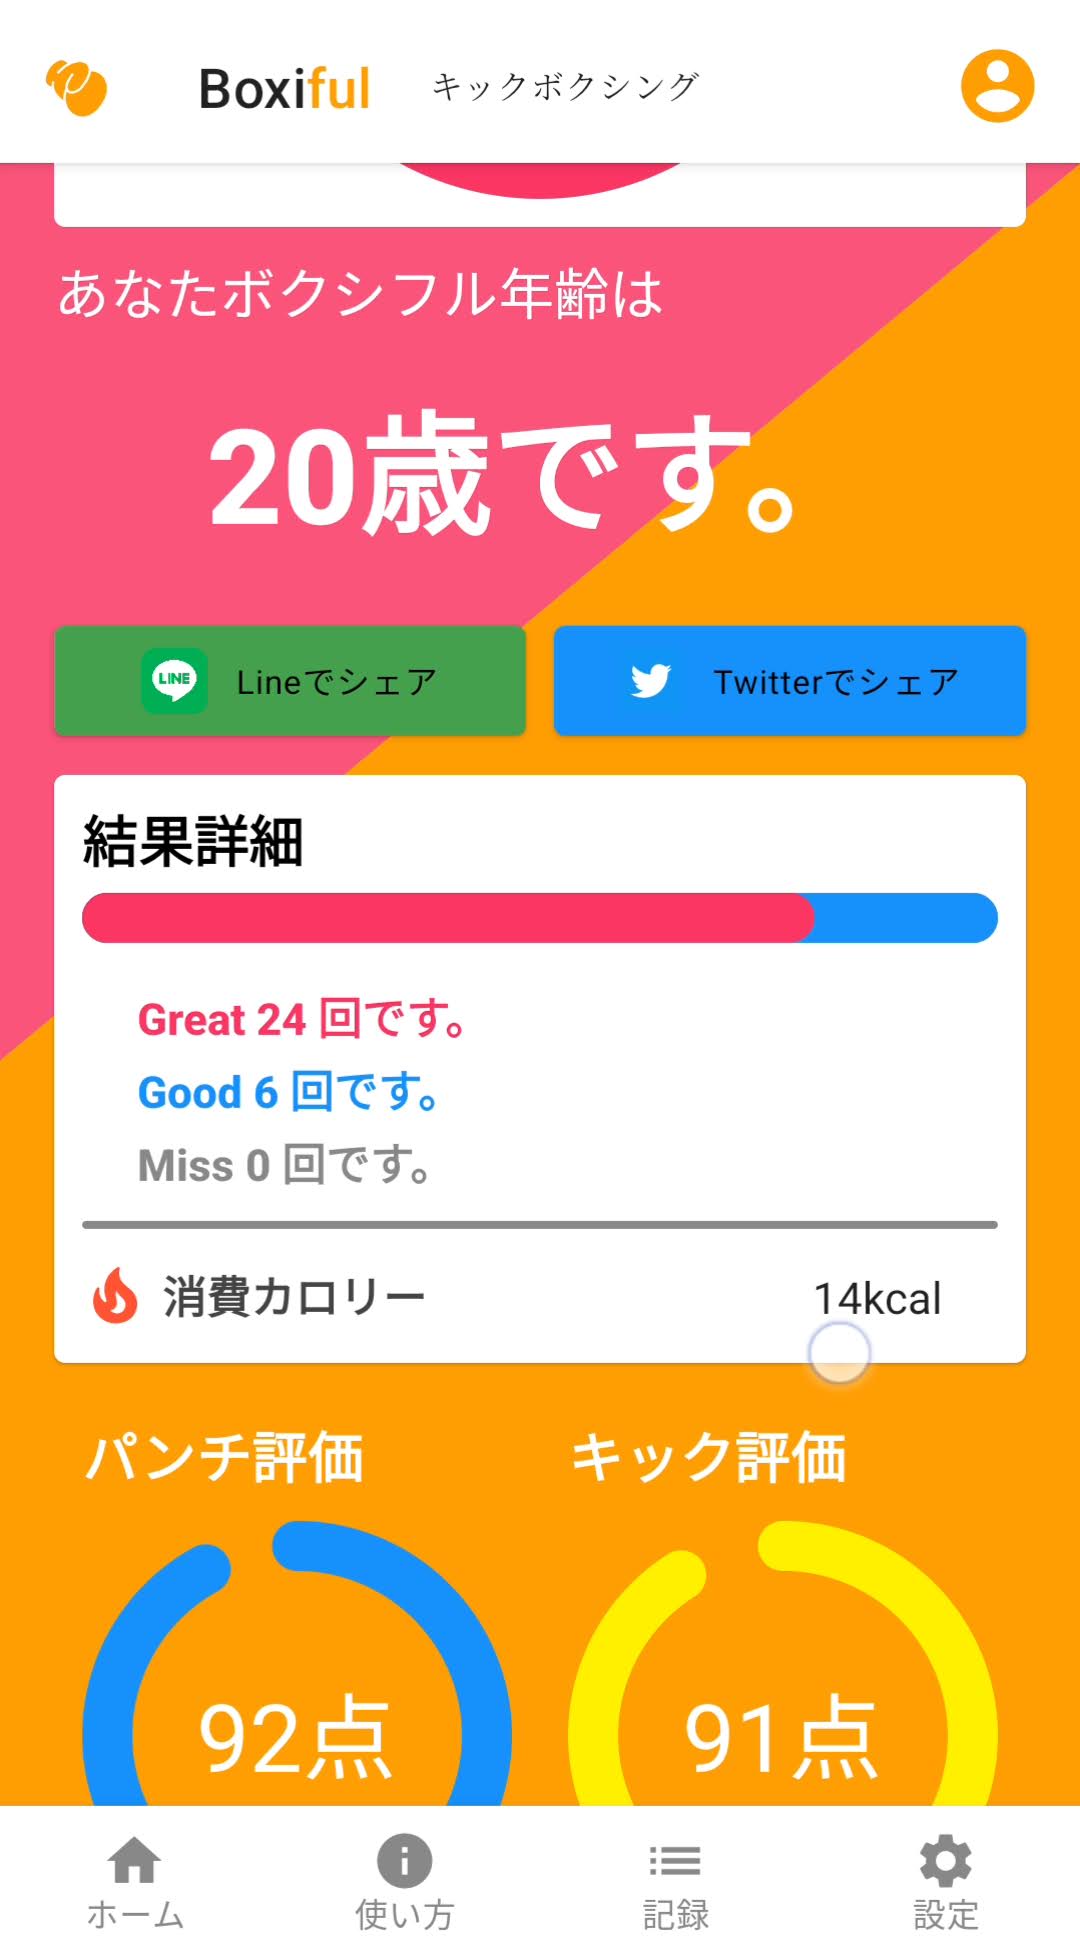 Boxiful キックボクシング
あなたボクシフル年齢は
20歳です。
LINE Lineでシェア Twitterでシェア
結果詳細
Great 24 回です。
Good 6 回です。
Miss 0 回です。
消費カロリー 14kcal
パンチ評価 キック評価
92点 91点
ホーム 使い方 記録 設定